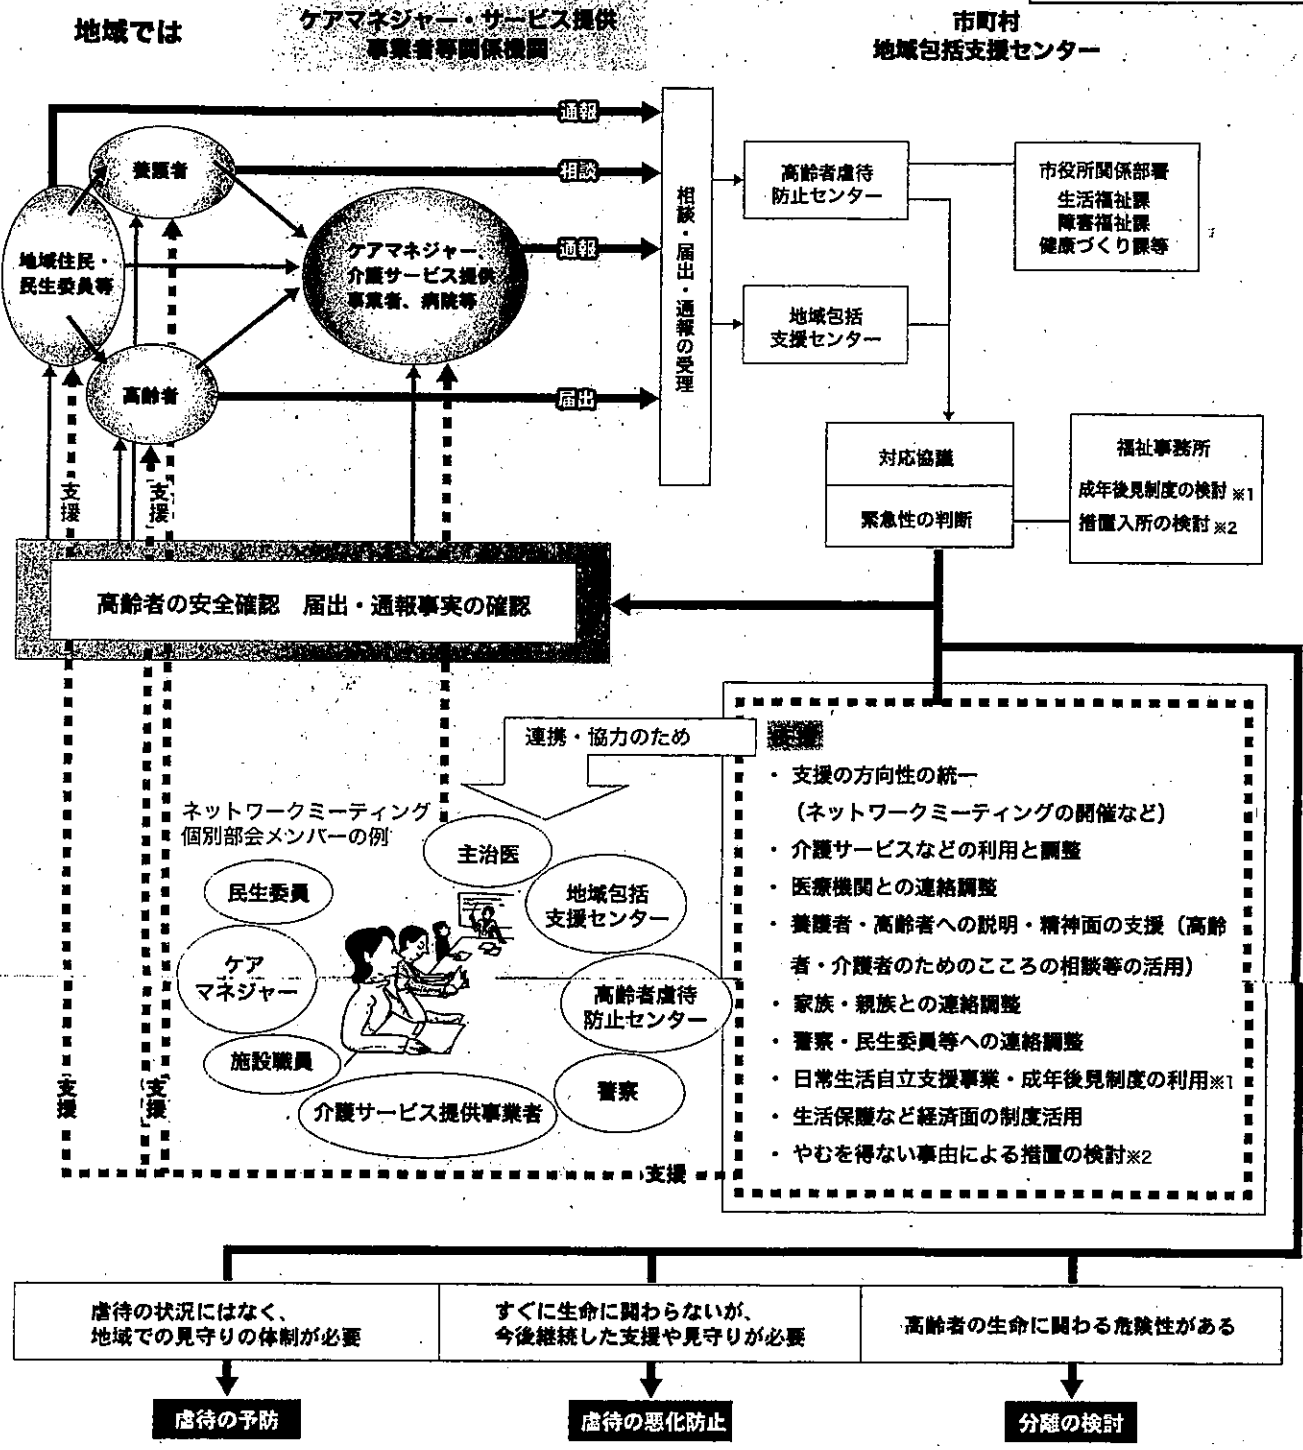 地域では
ケアマネジャー・サービス提供
事業者等関係機関
市町村
地域包括支援センター
通報
相談
通報
届出
養護者
地域住民・
民生委員等
ケアマネジャー、
介護サービス提供
事業者、病院等
高齢者
相談・届出・通報の受理
高齢者虐待
防止センター
市役所関係部署
生活福祉課
障害福祉課
健康づくり課等
地域包括
支援センター
対応協議
緊急性の判断
福祉事務所
成年後見制度の検討※1
措置入所の検討※2
支援
支援
高齢者の安全確認　届出・通報事実の確認
連携・協力のため
支援
・ 支援の方向性の統一
（ネットワークミーティングの開催など）
・ 介護サービスなどの利用と調整
・ 医療機関との連絡調整
・ 養護者・高齢者への説明・精神面の支援（高齢
者・介護者のためのこころの相談等の活用）
・ 家族・親族との連絡調整
・ 警察・民生委員等への連絡調整
・ 日常生活自立支援事業・成年後見制度の利用※1
・ 生活保護など経済面の制度活用
・ やむを得ない事由による措置の検討※2
ネットワークミーティング
個別部会メンバーの例
主治医
民生委員
地域包括
支援センター
ケア
マネジャー
高齢者虐待
防止センター
施設職員
警察
介護サービス提供事業者
支援
支援
支援
虐待の状況にはなく、
地域での見守りの体制が必要
すぐに生命に関わらないが、
今後継続した支援や見守りが必要
高齢者の生命に関わる危険性がある
虐待の予防
虐待の悪化防止
分離の検討